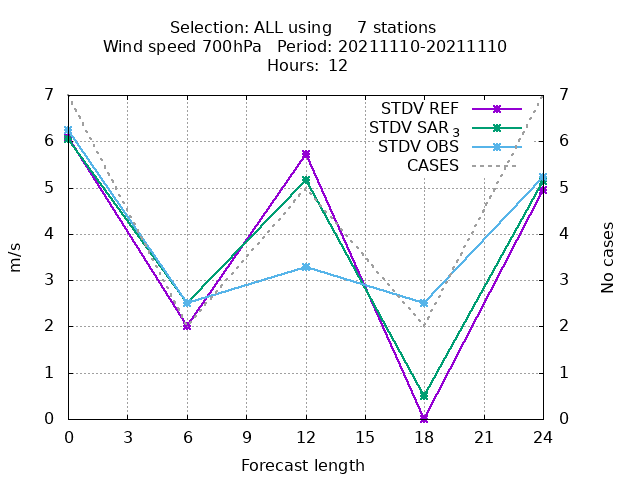 Selection: ALL using     7 stations
Wind speed 700hPa   Period: 20211110-20211110
Hours:  12
STDV REF
STDV SAR 3
STDV OBS
CASES
m/s
No cases
7
6
5
4
3
2
1
0
7
6
5
4
3
2
1
0
0 3 6 9 12 15 18 21 24
Forecast length